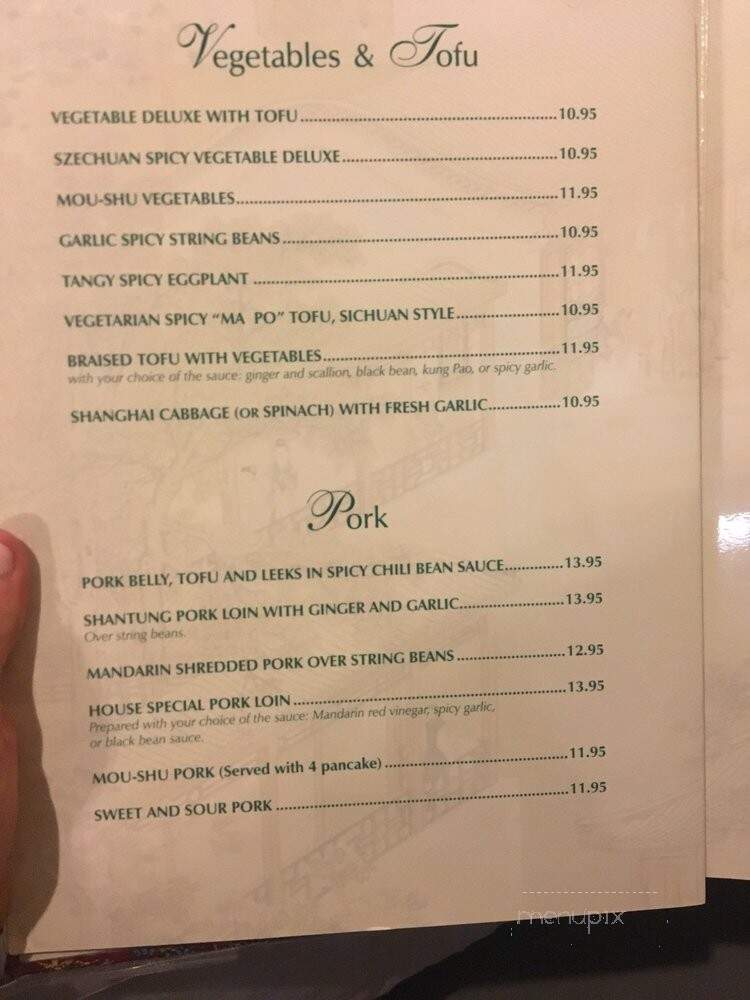 Vegetables & Tofu
VEGETABLE DELUXE WITH TOFU..........10.95
SZECHUAN SPICY VEGETABLE DELUXE..........10.95
MOU-SHU VEGETABLES..........11.95
GARLIC SPICY STRING BEANS..........10.95
TANGY SPICY EGGPLANT..........11.95
VEGETARIAN SPICY "MA PO" TOFU, SICHUAN STYLE..........10.95
BRAISED TOFU WITH VEGETABLES..........11.95
with your choice of the sauce: ginger and scallion, black bean, kung Pao, or spicy garlic.
SHANGHAI CABBAGE (OR SPINACH) WITH FRESH GARLIC..........10.95
Pork
PORK BELLY, TOFU AND LEEKS IN SPICY CHILI BEAN SAUCE..........13.95
SHANTUNG PORK LOIN WITH GINGER AND GARLIC..........13.95
Over string beans.
MANDARIN SHREDDED PORK OVER STRING BEANS..........12.95
HOUSE SPECIAL PORK LOIN..........13.95
Prepared with your choice of the sauce: Mandarin red vinegar, spicy garlic,
or black bean sauce.
MOU-SHU PORK (Served with 4 pancake)..........11.95
SWEET AND SOUR PORK..........11.95
menupix